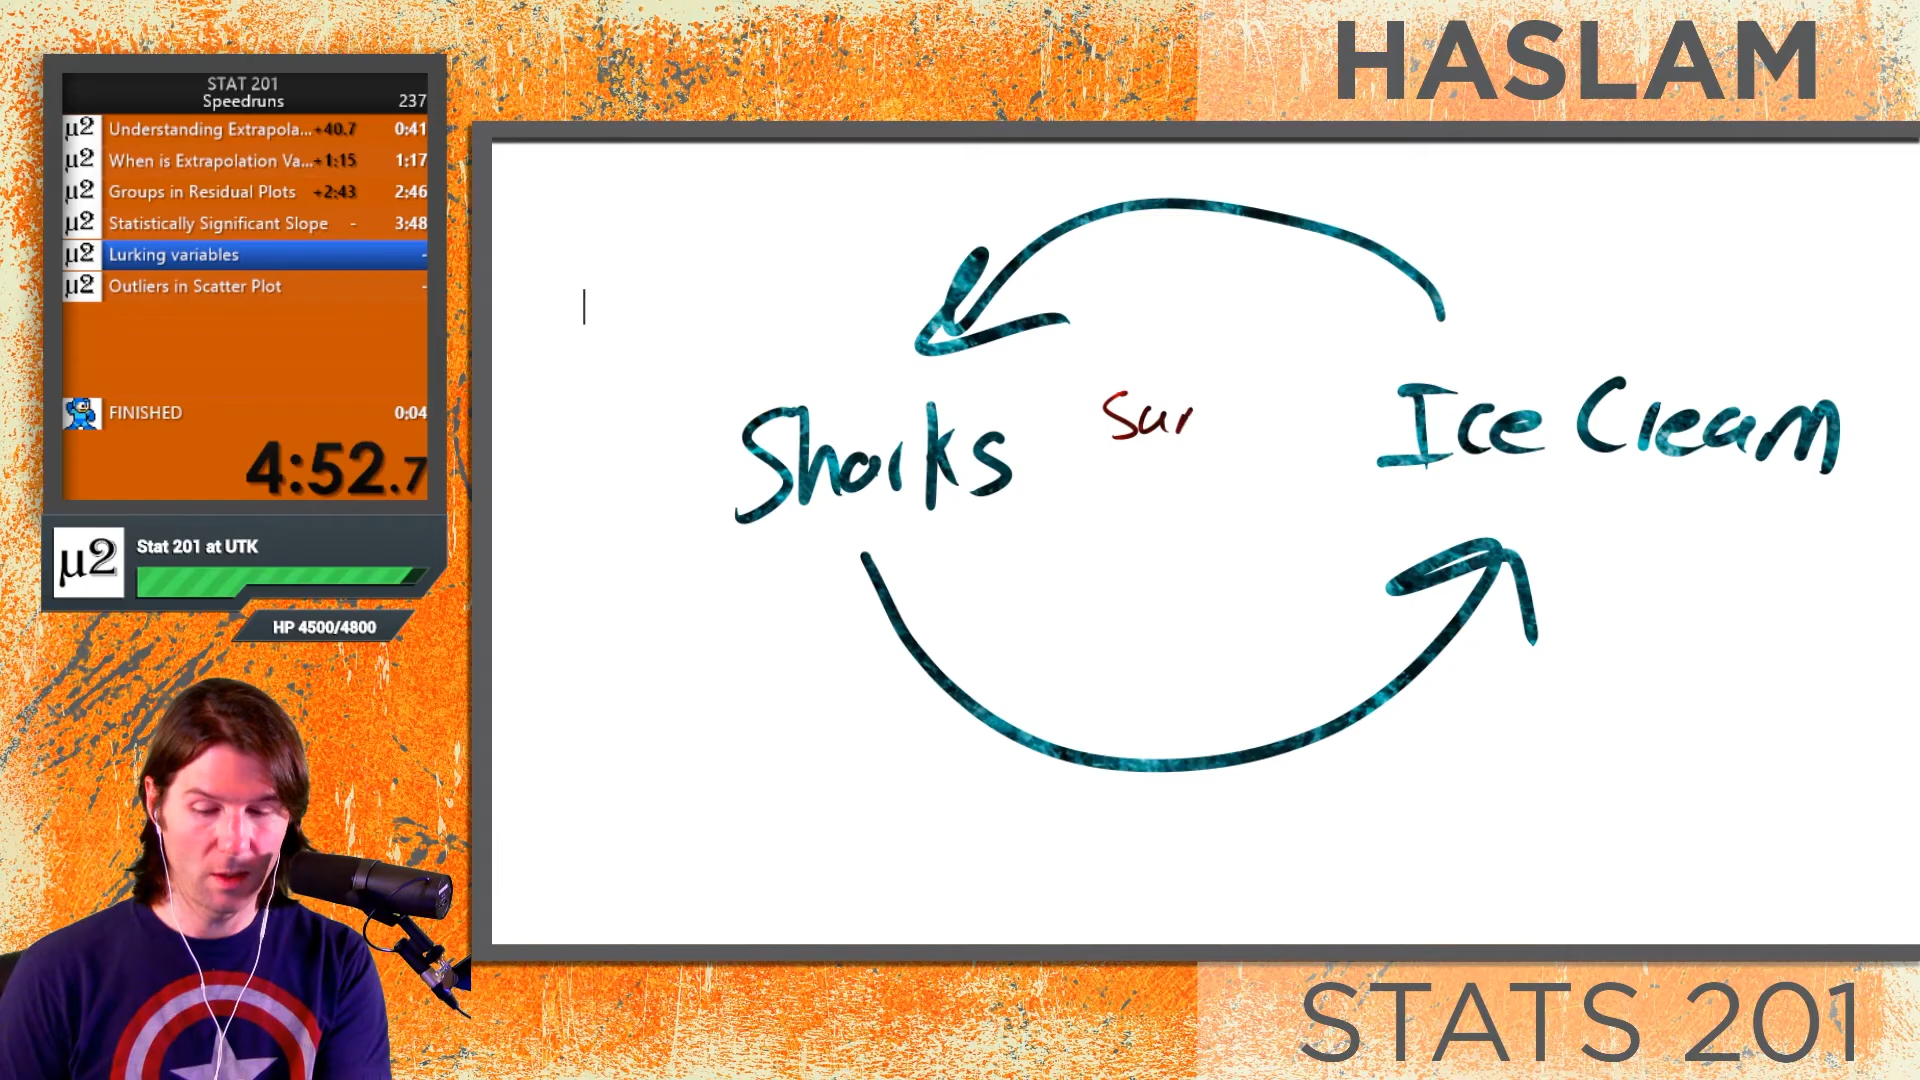 HASLAM
STAT 201
Speedruns 237
μ2 Understanding Extrapola... +40.7 0:41
μ2 When is Extrapolation Va... +1:15 1:17
μ2 Groups in Residual Plots +2:43 2:46
μ2 Statistically Significant Slope - 3:48
μ2 Lurking variables -
μ2 Outliers in Scatter Plot -
FINISHED 0:04
4:52.7
μ2 Stat 201 at UTK
HP 4500/4800
Sharks
Sur
Ice Cream
STATS 201